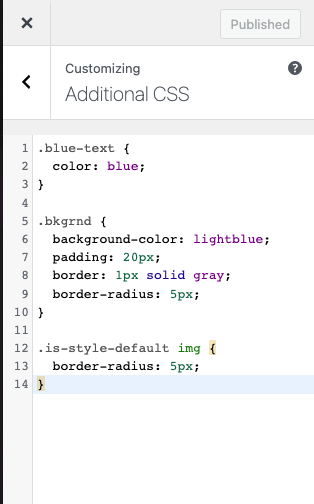 ×
Published
Customizing
?
Additional CSS
1 .blue-text {
2   color: blue;
3 }
4
5 .bkgrnd {
6   background-color: lightblue;
7   padding: 20px;
8   border: 1px solid gray;
9   border-radius: 5px;
10 }
11
12 .is-style-default img {
13   border-radius: 5px;
14 }